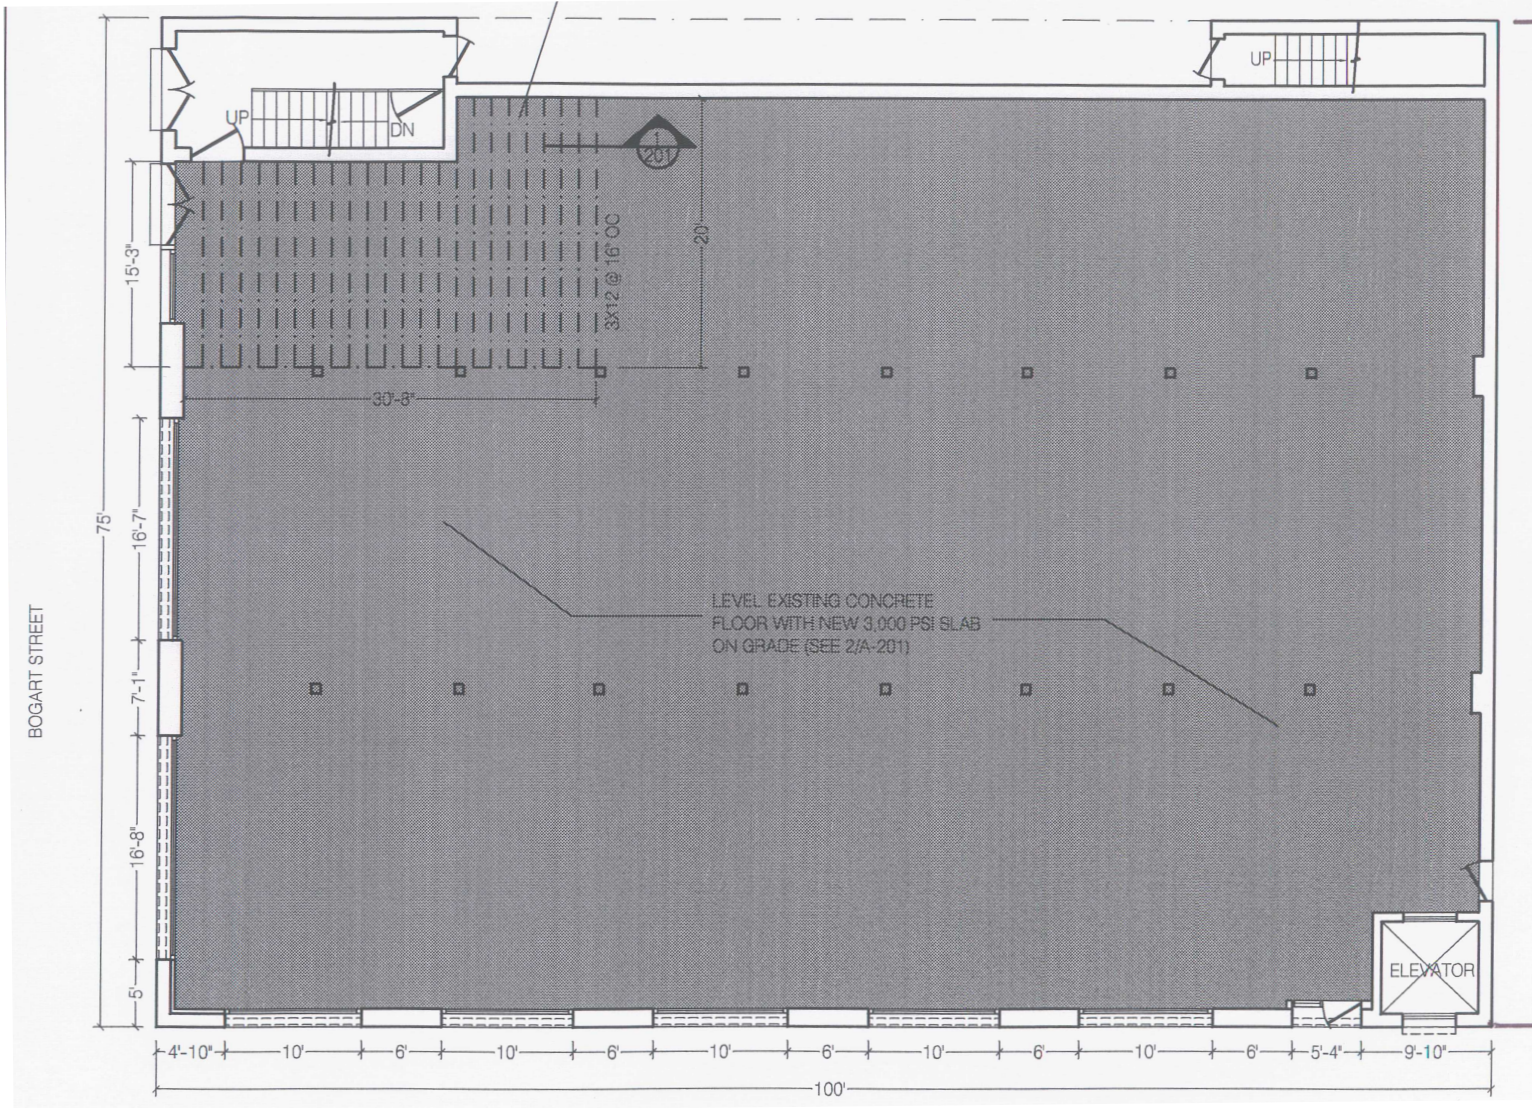 UP
UP
DN
1
201
15'-3"
20'
3X12 @ 16" OC
30'-8"
75'
16'-7"
LEVEL EXISTING CONCRETE
FLOOR WITH NEW 3,000 PSI SLAB
ON GRADE (SEE 2/A-201)
BOGART STREET
7'-1"
16'-8"
5'
ELEVATOR
4'-10"
10'
6'
10'
6'
10'
6'
10'
6'
10'
6'
5'-4"
9'-10"
100'